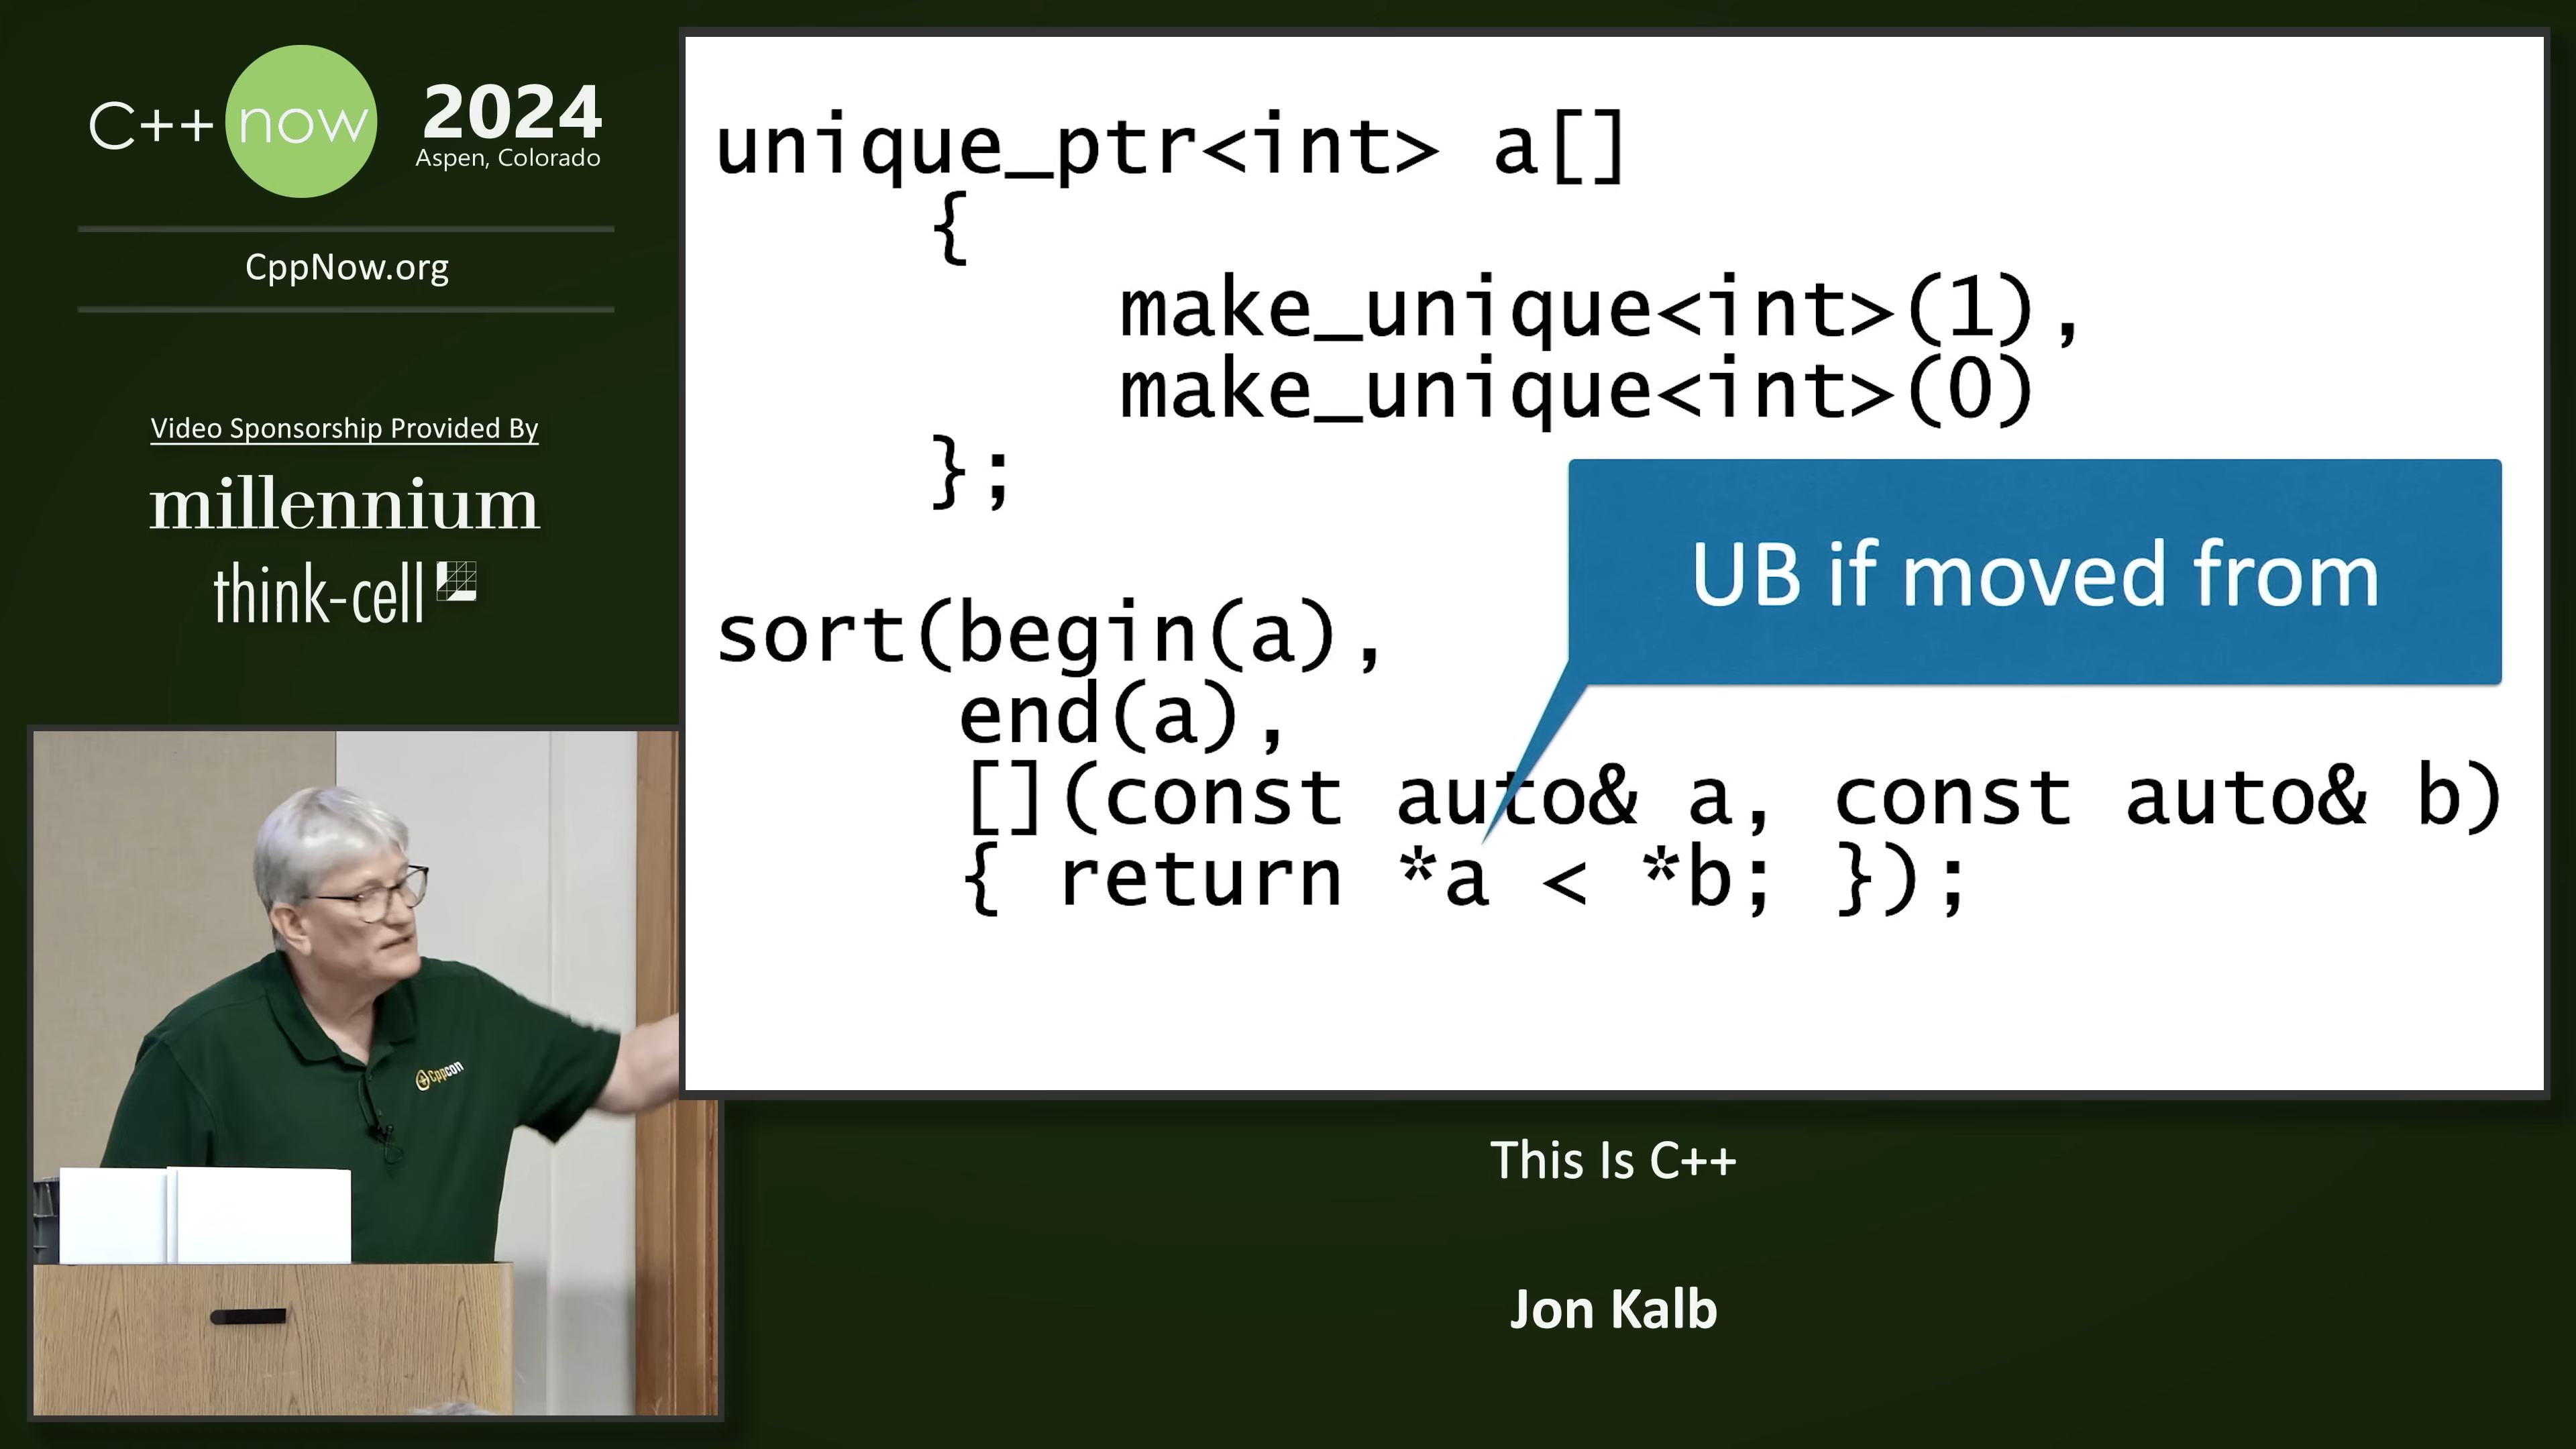 C++ now 2024
Aspen, Colorado
CppNow.org
Video Sponsorship Provided By
millennium
think-cell
unique_ptr<int> a[]
{
make_unique<int>(1),
make_unique<int>(0)
};
UB if moved from
sort(begin(a),
end(a),
[](const auto& a, const auto& b)
{ return *a < *b; });
Cppcon
This Is C++
Jon Kalb